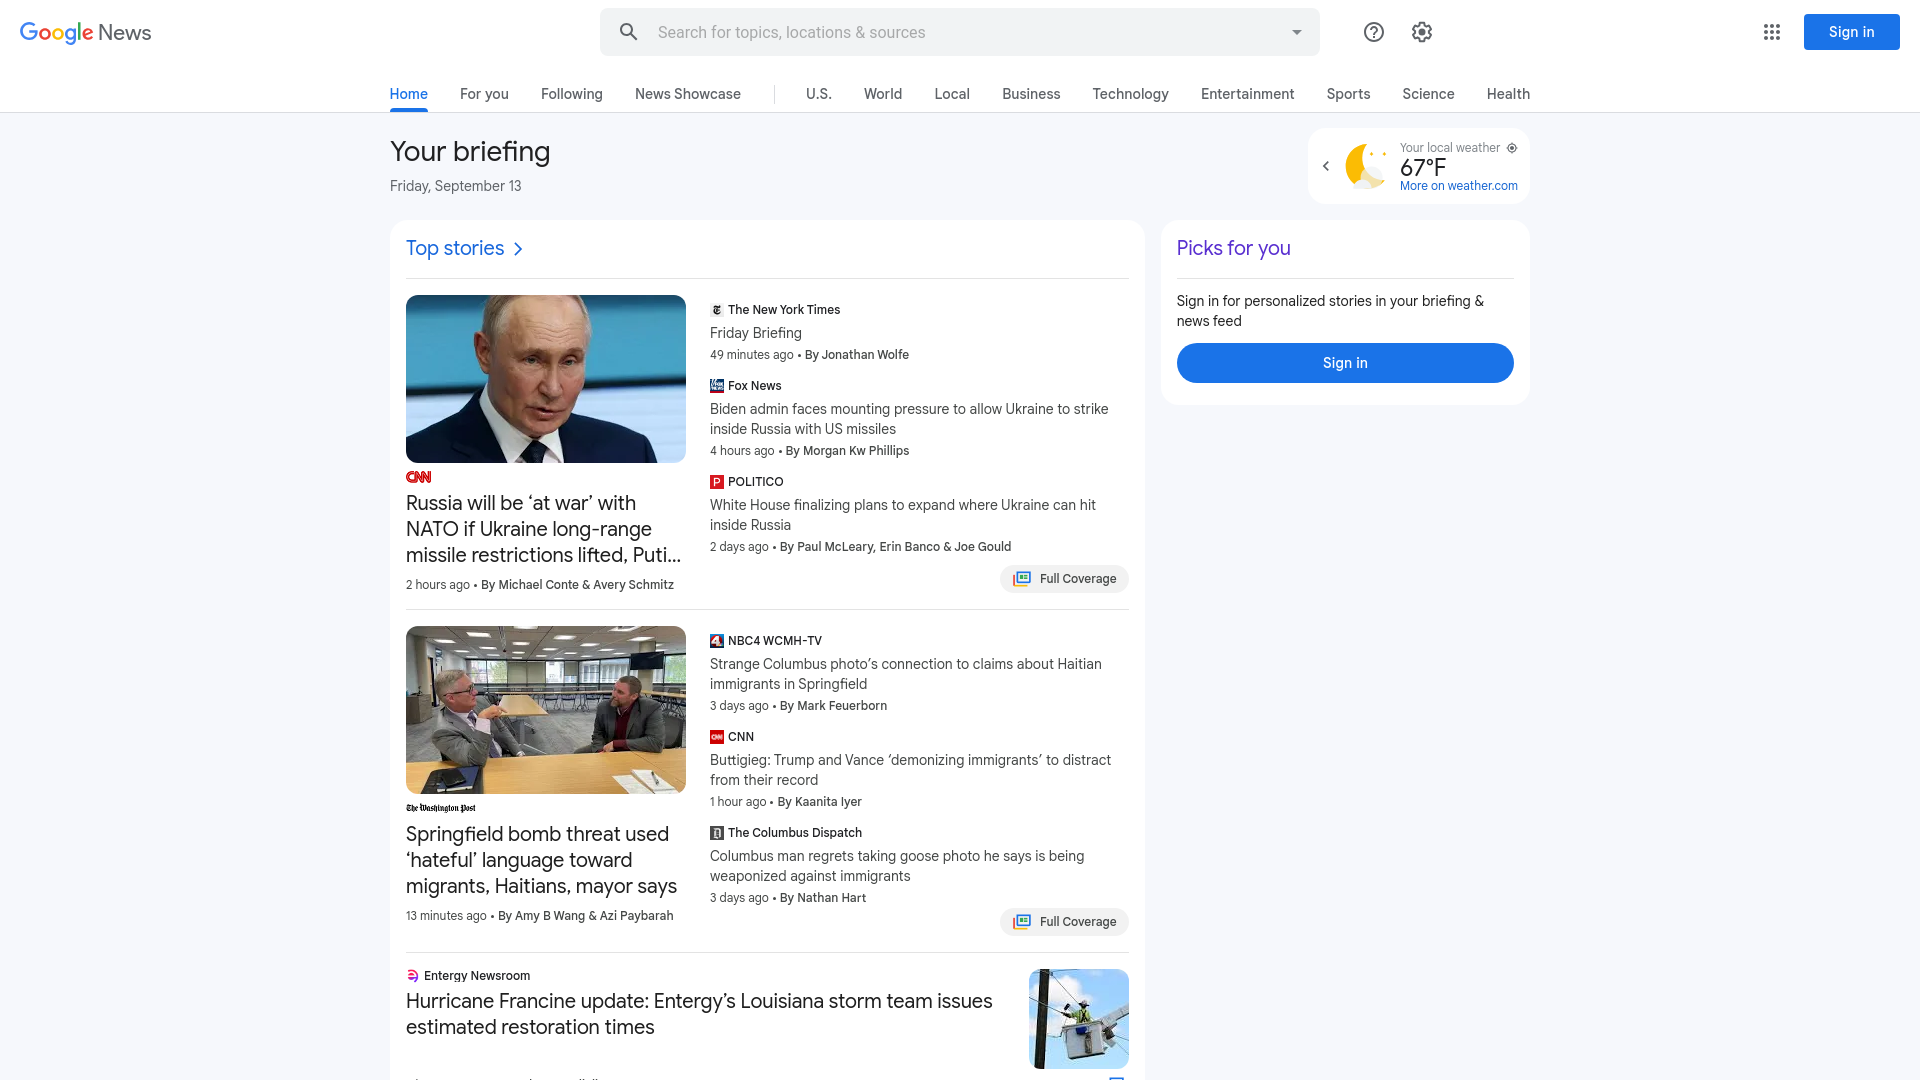 Google News
Search for topics, locations & sources
Sign in
Home
For you
Following
News Showcase
U.S.
World
Local
Business
Technology
Entertainment
Sports
Science
Health
Your briefing
Friday, September 13
Your local weather
67°F
More on weather.com
Top stories
CNN
Russia will be ‘at war’ with
NATO if Ukraine long-range
missile restrictions lifted, Puti...
2 hours ago • By Michael Conte & Avery Schmitz
The New York Times
Friday Briefing
49 minutes ago • By Jonathan Wolfe
Fox News
Biden admin faces mounting pressure to allow Ukraine to strike
inside Russia with US missiles
4 hours ago • By Morgan Kw Phillips
POLITICO
White House finalizing plans to expand where Ukraine can hit
inside Russia
2 days ago • By Paul McLeary, Erin Banco & Joe Gould
Full Coverage
The Washington Post
Springfield bomb threat used
‘hateful’ language toward
migrants, Haitians, mayor says
13 minutes ago • By Amy B Wang & Azi Paybarah
NBC4 WCMH-TV
Strange Columbus photo’s connection to claims about Haitian
immigrants in Springfield
3 days ago • By Mark Feuerborn
CNN
Buttigieg: Trump and Vance ‘demonizing immigrants’ to distract
from their record
1 hour ago • By Kaanita Iyer
The Columbus Dispatch
Columbus man regrets taking goose photo he says is being
weaponized against immigrants
3 days ago • By Nathan Hart
Full Coverage
Entergy Newsroom
Hurricane Francine update: Entergy’s Louisiana storm team issues
estimated restoration times
Picks for you
Sign in for personalized stories in your briefing &
news feed
Sign in